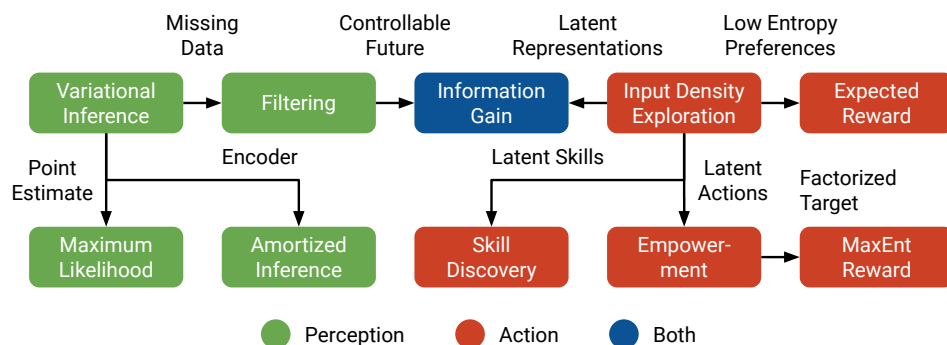 Missing
Data
Controllable
Future
Latent
Representations
Low Entropy
Preferences
Variational
Inference
Filtering
Information
Gain
Input Density
Exploration
Expected
Reward
Point
Estimate
Encoder
Latent Skills
Latent
Actions
Factorized
Target
Maximum
Likelihood
Amortized
Inference
Skill
Discovery
Empower-
ment
MaxEnt
Reward
Perception
Action
Both